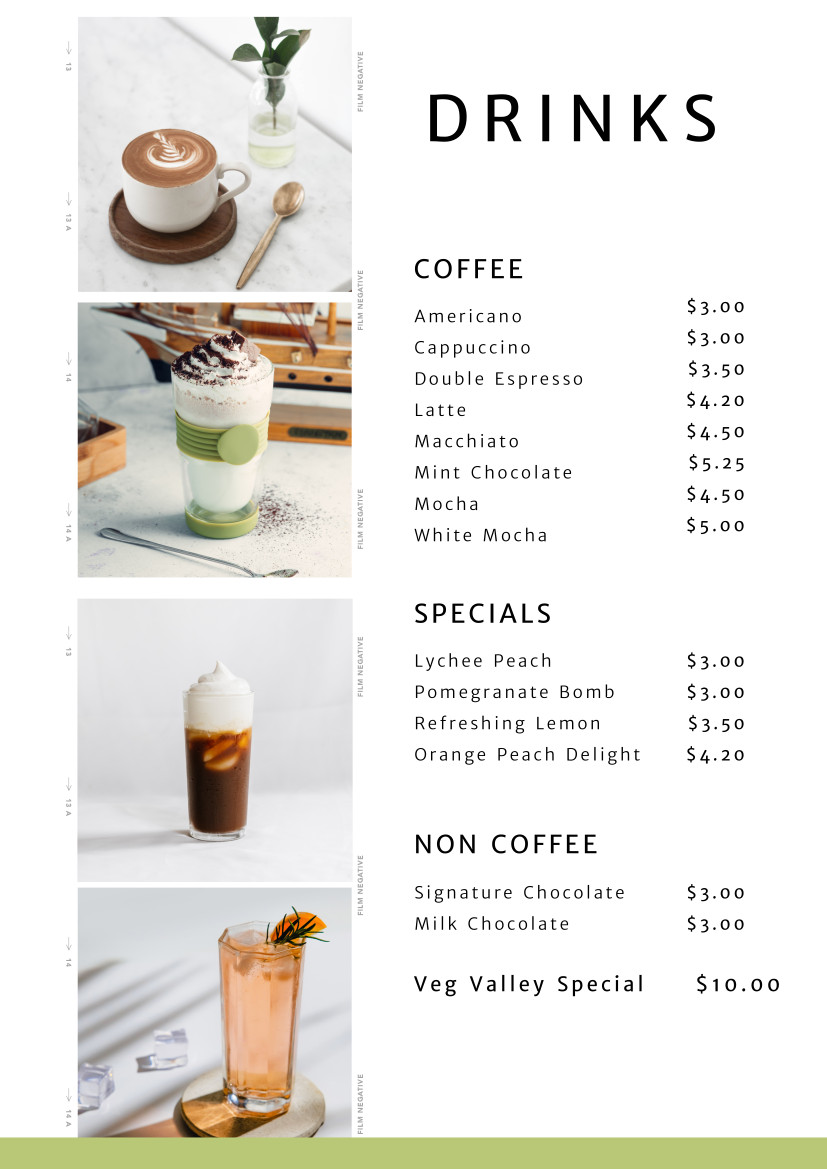 DRINKS
COFFEE
Americano $3.00
Cappuccino $3.00
Double Espresso $3.50
Latte $4.20
Macchiato $4.50
Mint Chocolate $5.25
Mocha $4.50
White Mocha $5.00
SPECIALS
Lychee Peach $3.00
Pomegranate Bomb $3.00
Refreshing Lemon $3.50
Orange Peach Delight $4.20
NON COFFEE
Signature Chocolate $3.00
Milk Chocolate $3.00
Veg Valley Special $10.00
13
FILM NEGATIVE
13 A
FILM NEGATIVE
14
14 A
FILM NEGATIVE
13
FILM NEGATIVE
13 A
FILM NEGATIVE
14
14 A
FILM NEGATIVE